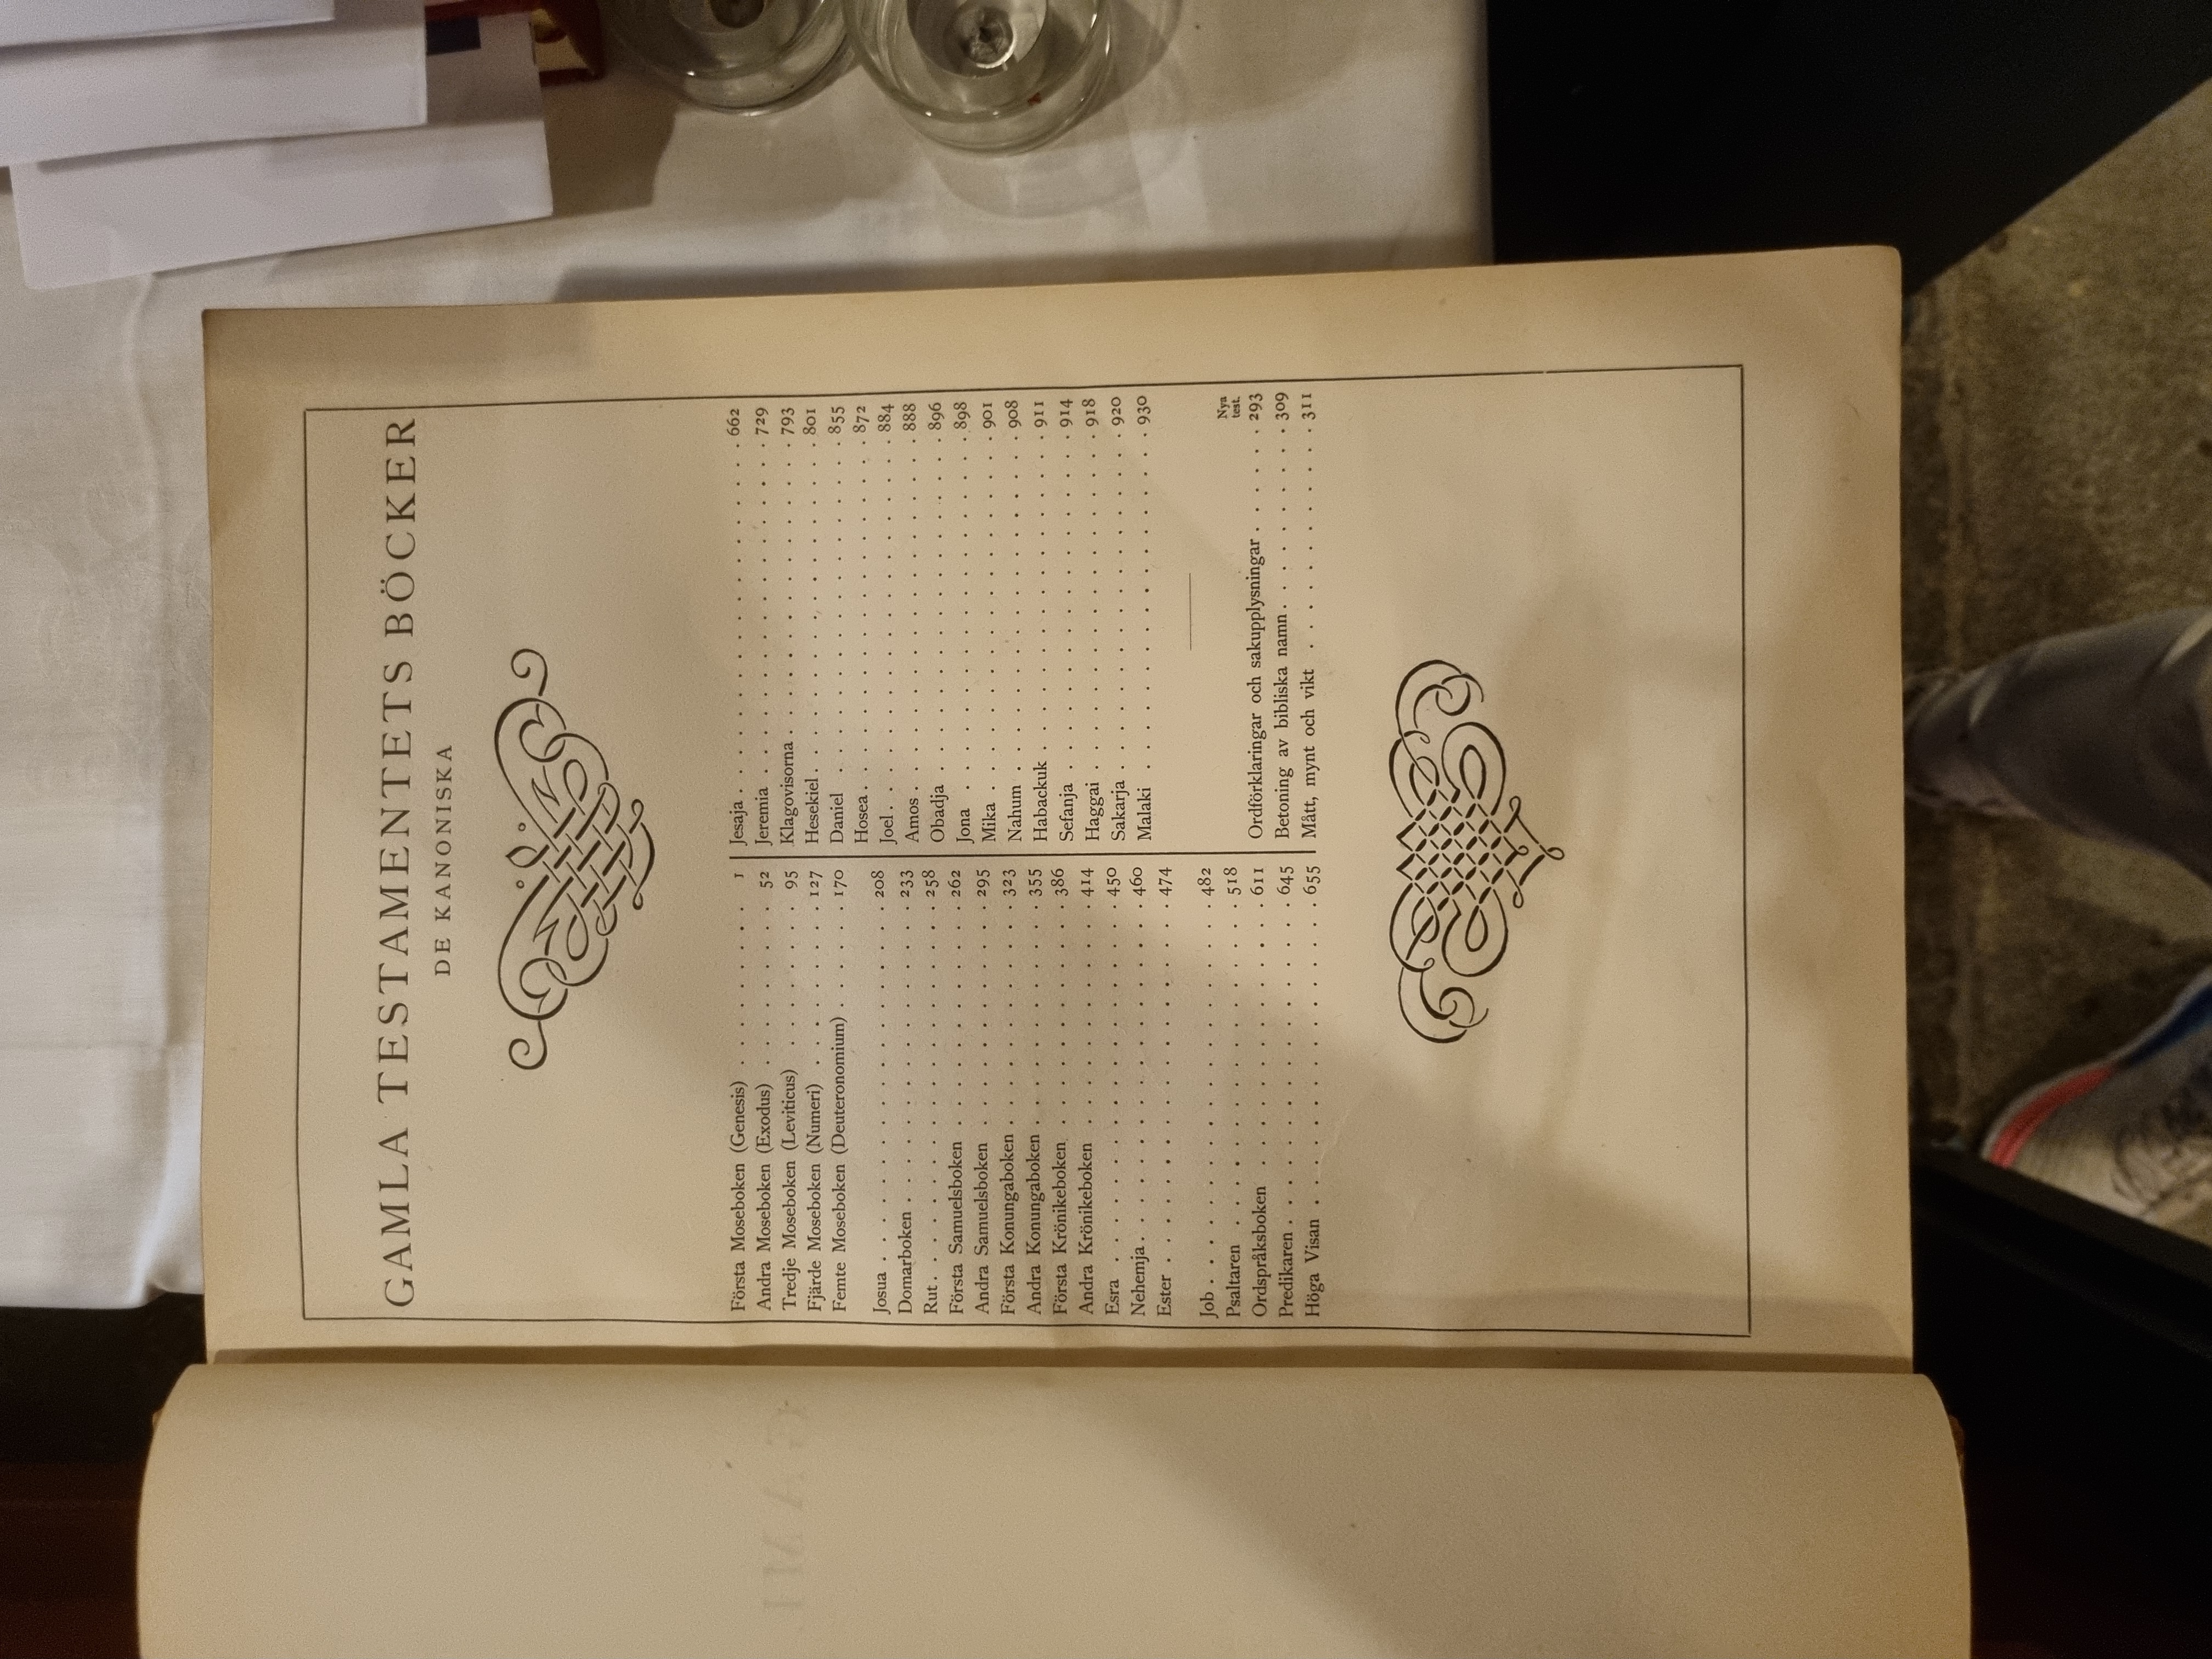 GAMLA TESTAMENTETS BÖCKER
DE KANONISKA
Första Moseboken (Genesis) . . . . . . . 1
Andra Moseboken (Exodus) . . . . . . . 52
Tredje Moseboken (Leviticus) . . . . . . 95
Fjärde Moseboken (Numeri) . . . . . . . 127
Femte Moseboken (Deuteronomium) . . . . 170
Josua . . . . . . . . . . . . . . . . 208
Domarboken . . . . . . . . . . . . . 233
Rut . . . . . . . . . . . . . . . . . 258
Första Samuelsboken . . . . . . . . . . 262
Andra Samuelsboken . . . . . . . . . . 295
Första Konungaboken . . . . . . . . . . 323
Andra Konungaboken . . . . . . . . . . 355
Första Krönikeboken . . . . . . . . . . 386
Andra Krönikeboken . . . . . . . . . . 414
Esra . . . . . . . . . . . . . . . . 450
Nehemja . . . . . . . . . . . . . . . 460
Ester . . . . . . . . . . . . . . . . 474
Job . . . . . . . . . . . . . . . . . 482
Psaltaren . . . . . . . . . . . . . . 518
Ordspråksboken . . . . . . . . . . . . 611
Predikaren . . . . . . . . . . . . . . 645
Höga Visan . . . . . . . . . . . . . . 655
Jesaja . . . . . . . . . . . . . . . 662
Jeremia . . . . . . . . . . . . . . . 729
Klagovisorna . . . . . . . . . . . . . 793
Hesekiel . . . . . . . . . . . . . . . 801
Daniel . . . . . . . . . . . . . . . 855
Hosea . . . . . . . . . . . . . . . . 872
Joel . . . . . . . . . . . . . . . . 884
Amos . . . . . . . . . . . . . . . . 888
Obadja . . . . . . . . . . . . . . . 896
Jona . . . . . . . . . . . . . . . . 898
Mika . . . . . . . . . . . . . . . . 901
Nahum . . . . . . . . . . . . . . . . 908
Habackuk . . . . . . . . . . . . . . . 911
Sefanja . . . . . . . . . . . . . . . 914
Haggai . . . . . . . . . . . . . . . 918
Sakarja . . . . . . . . . . . . . . . 920
Malaki . . . . . . . . . . . . . . . 930
Nya
test.
Ordförklaringar och sakupplysningar . . . . . 293
Betoning av bibliska namn . . . . . . . . 309
Mått, mynt och vikt . . . . . . . . . . 311